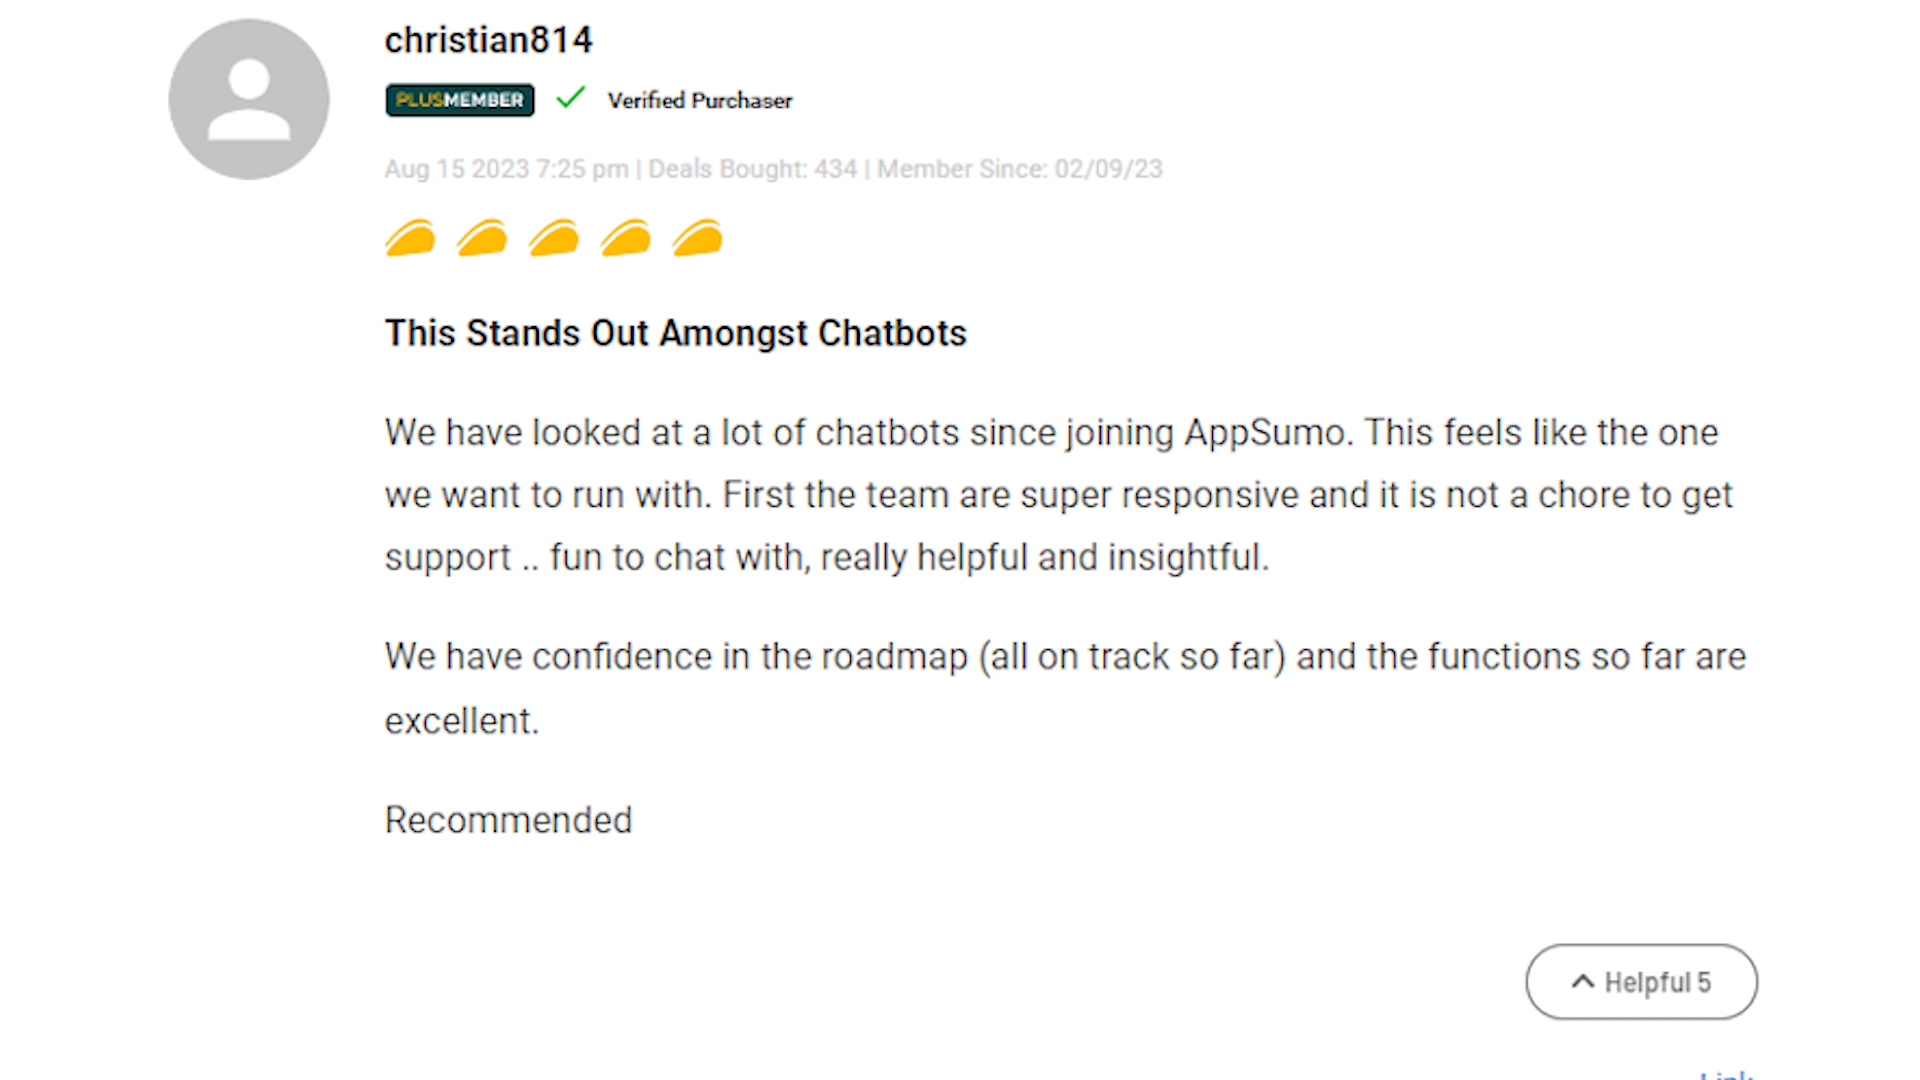 christian814
PLUSMEMBER Verified Purchaser
Aug 15 2023 7:25 pm | Deals Bought: 434 | Member Since: 02/09/23
This Stands Out Amongst Chatbots
We have looked at a lot of chatbots since joining AppSumo. This feels like the one
we want to run with. First the team are super responsive and it is not a chore to get
support .. fun to chat with, really helpful and insightful.
We have confidence in the roadmap (all on track so far) and the functions so far are
excellent.
Recommended
Helpful 5
Link